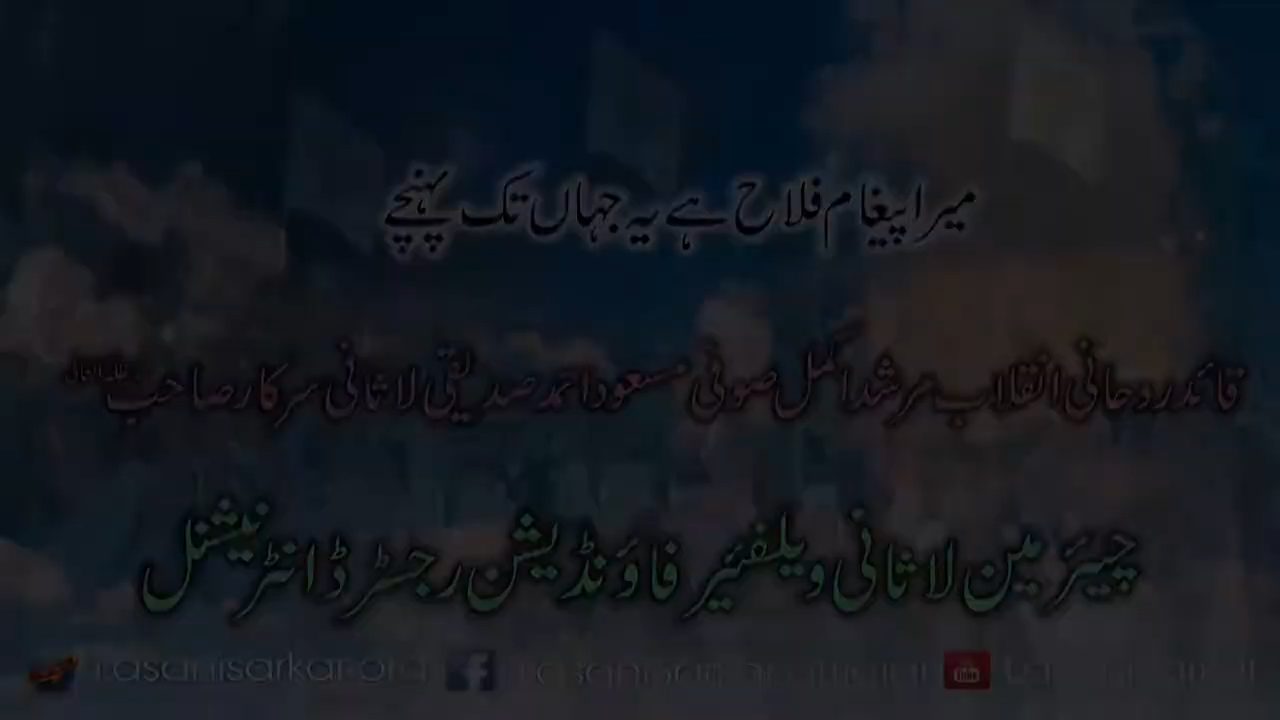 میرا پیغام فلاح ہے یہ جہاں تک پہنچے
قائد روحانی انقلاب مرشد اکمل صوفی مسعود احمد صدیقی لاثانی سرکار صاحب
چیئرمین لاثانی ویلفیئر فاؤنڈیشن رجسٹرڈ انٹرنیشنل